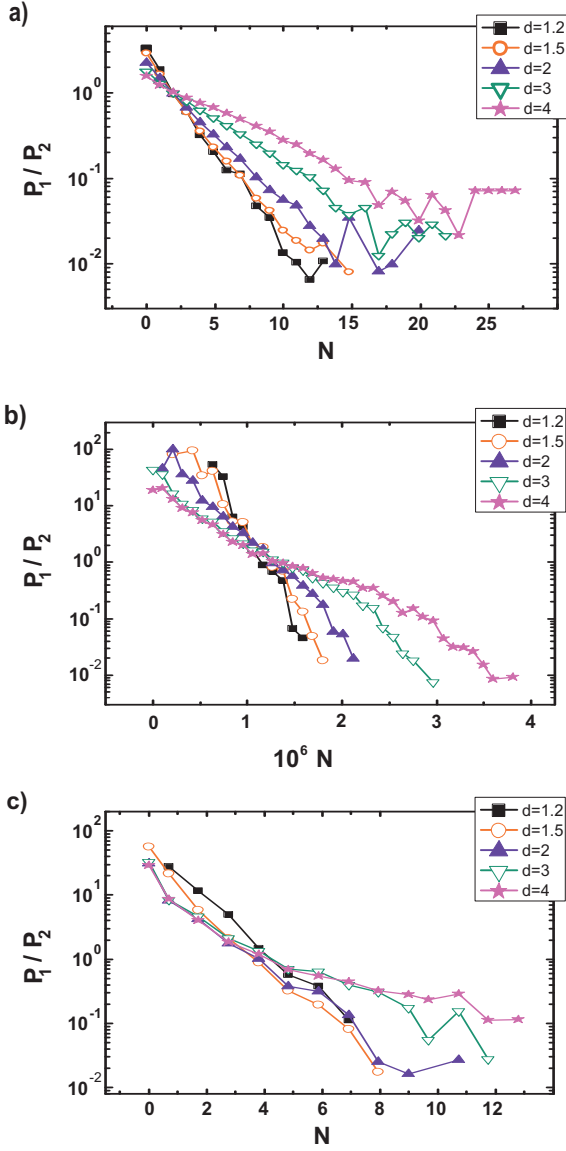 a)
d=1.2
d=1.5
d=2
d=3
d=4
P1 / P2
10^0
10^-1
10^-2
0 5 10 15 20 25
N
b)
d=1.2
d=1.5
d=2
d=3
d=4
P1 / P2
10^2
10^1
10^0
10^-1
10^-2
0 1 2 3 4
10^6 N
c)
d=1.2
d=1.5
d=2
d=3
d=4
P1 / P2
10^2
10^1
10^0
10^-1
10^-2
0 2 4 6 8 10 12
N